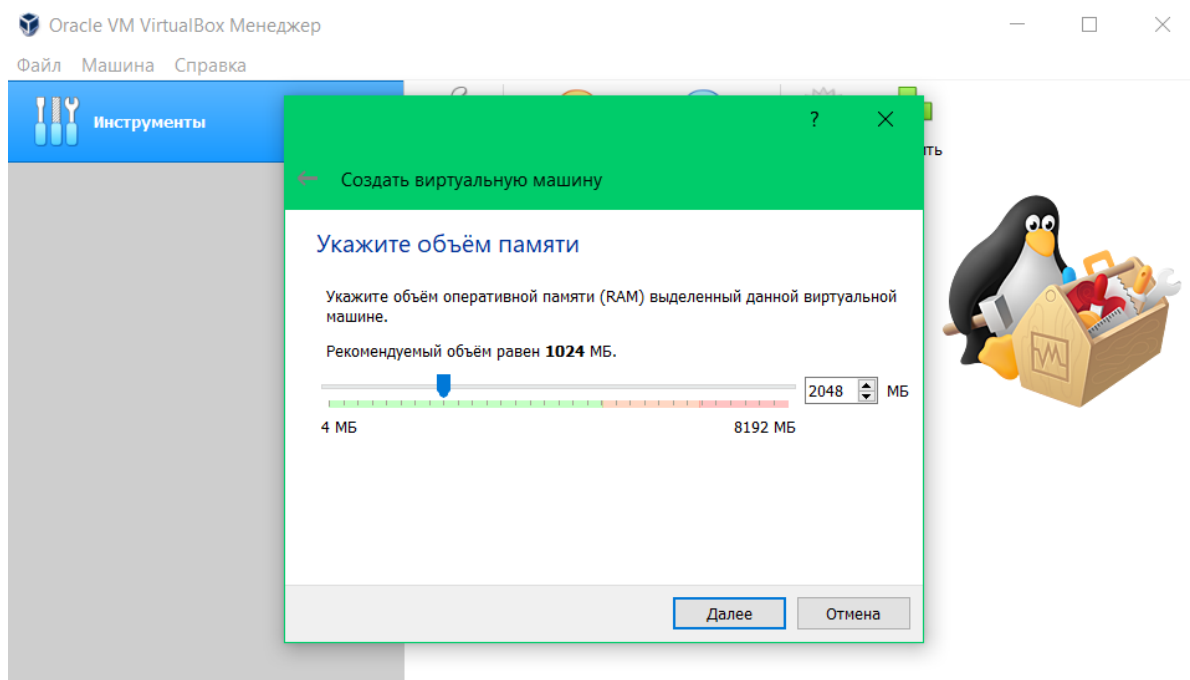 Oracle VM VirtualBox Менеджер
Файл Машина Справка
Инструменты
?
Создать виртуальную машину
Укажите объём памяти
Укажите объём оперативной памяти (RAM) выделенный данной виртуальной
машине.
Рекомендуемый объём равен 1024 МБ.
2048 МБ
4 МБ 8192 МБ
Далее Отмена